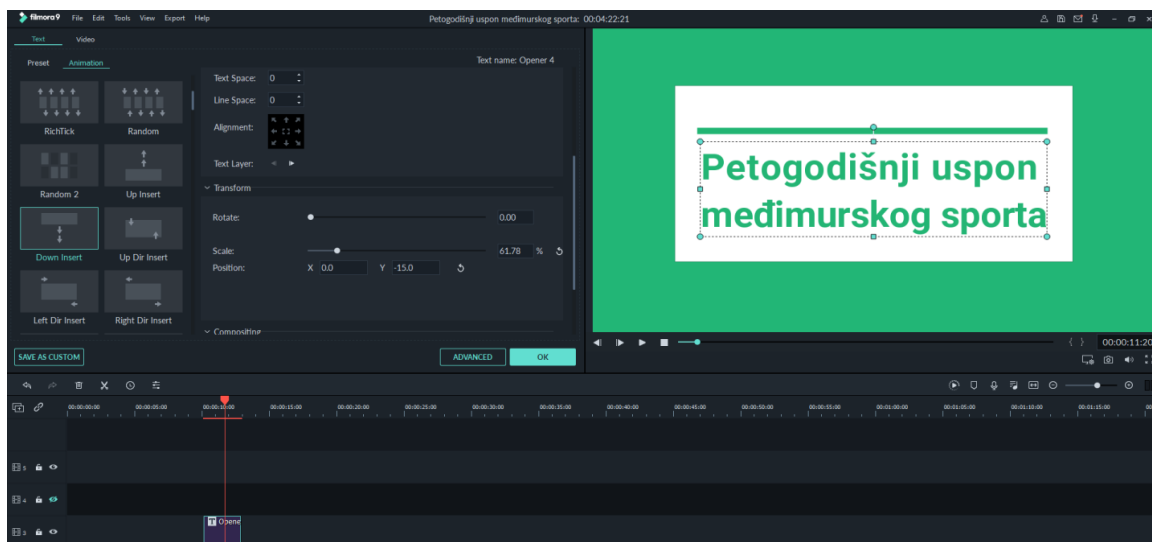 filmora9 File Edit Tools View Export Help Petogodišnji uspon međimurskog sporta: 00:04:22:21
Text Video
Preset Animation Text name: Opener 4
RichTick Random
Random 2 Up Insert
Down Insert Up Dir Insert
Left Dir Insert Right Dir Insert
Text Space: 0
Line Space: 0
Alignment:
Text Layer:
Transform
Rotate: 0.00
Scale: 61.78 %
Position: X 0.0 Y -15.0
Compositing
SAVE AS CUSTOM ADVANCED OK
Petogodišnji uspon
međimurskog sporta
{ } 00:00:11:20
00:00:00:00 00:00:05:00 00:00:10:00 00:00:15:00 00:00:20:00 00:00:25:00 00:00:30:00 00:00:35:00 00:00:40:00 00:00:45:00 00:00:50:00 00:00:55:00 00:01:00:00 00:01:05:00 00:01:10:00 00:01:15:00
5
4
T Opene
3